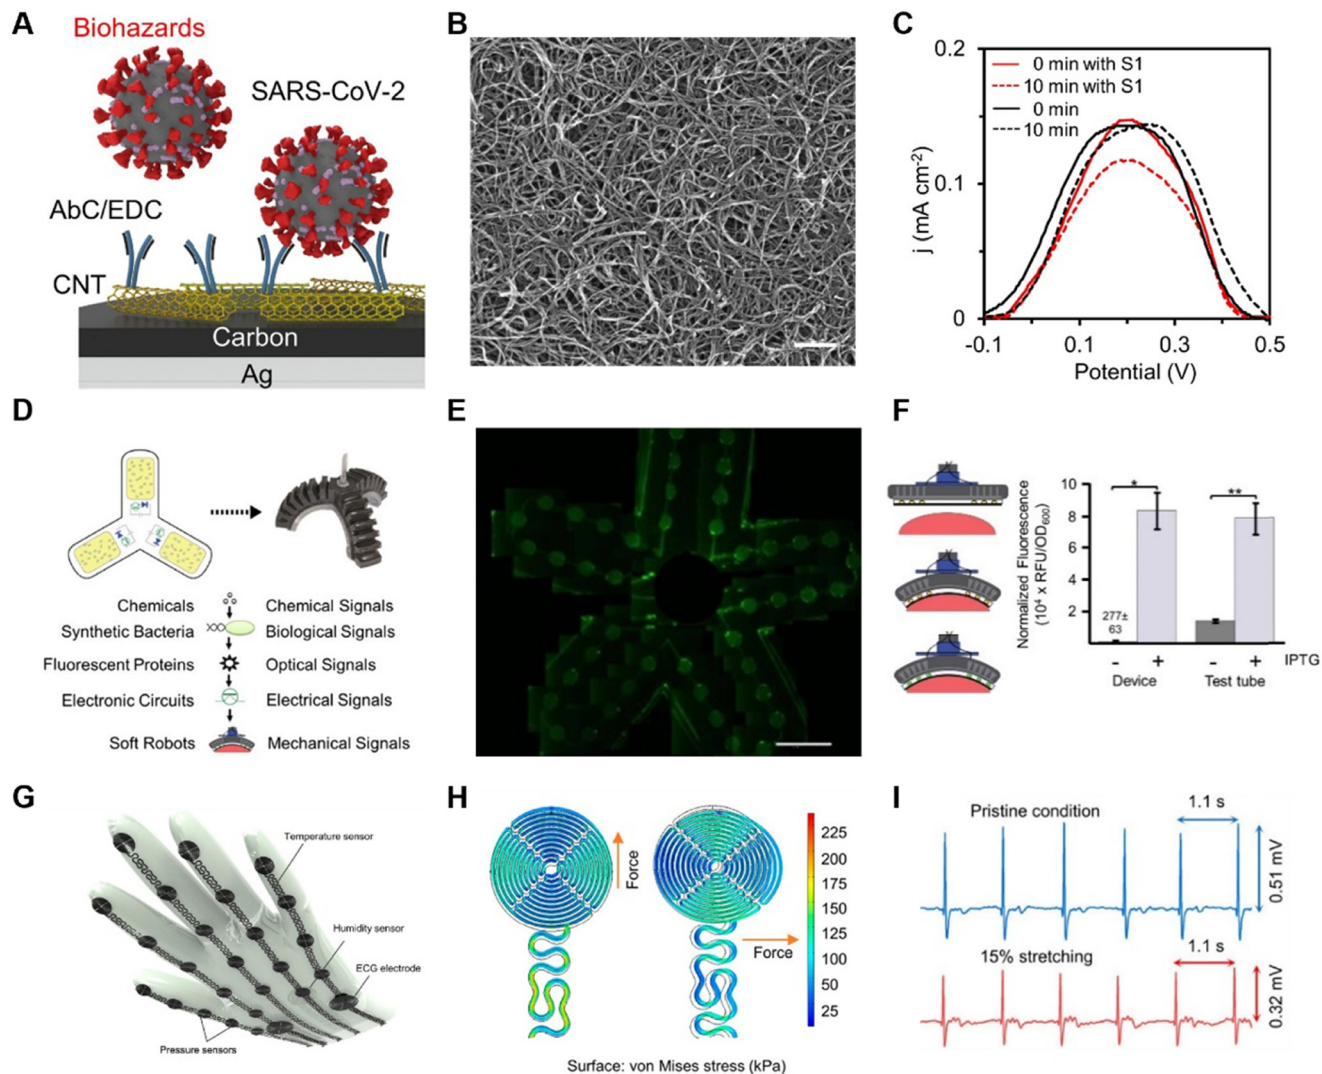 A
Biohazards
SARS-CoV-2
AbC/EDC
CNT
Carbon
Ag
B
C
0.2
0.1
0
j (mA cm-2)
0 min with S1
10 min with S1
0 min
10 min
-0.1
0.1
0.3
0.5
Potential (V)
D
Chemicals
Chemical Signals
Synthetic Bacteria
Biological Signals
Fluorescent Proteins
Optical Signals
Electronic Circuits
Electrical Signals
Soft Robots
Mechanical Signals
E
F
Normalized Fluorescence
(10⁴ x RFU/OD₆₀₀)
10
8
6
4
2
*
**
277±
63
-
+
-
+
IPTG
Device
Test tube
G
Temperature sensor
Humidity sensor
ECG electrode
Pressure sensors
H
Force
Force
225
200
175
150
125
100
75
50
25
Surface: von Mises stress (kPa)
I
Pristine condition
1.1 s
0.51 mV
15% stretching
1.1 s
0.32 mV